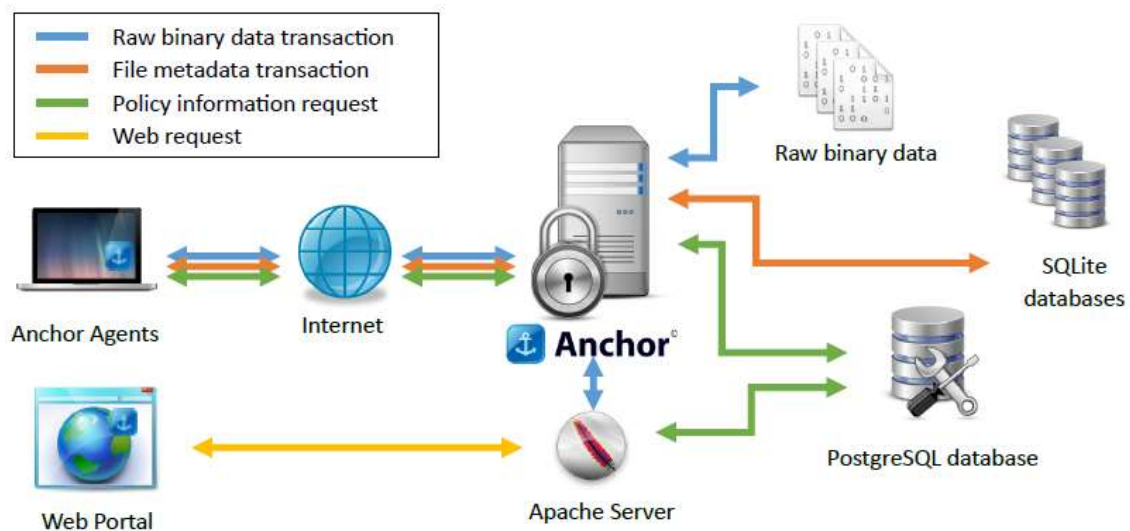 Raw binary data transaction
File metadata transaction
Policy information request
Web request
Raw binary data
SQLite
databases
Anchor Agents
Internet
Anchor©
PostgreSQL database
Web Portal
Apache Server